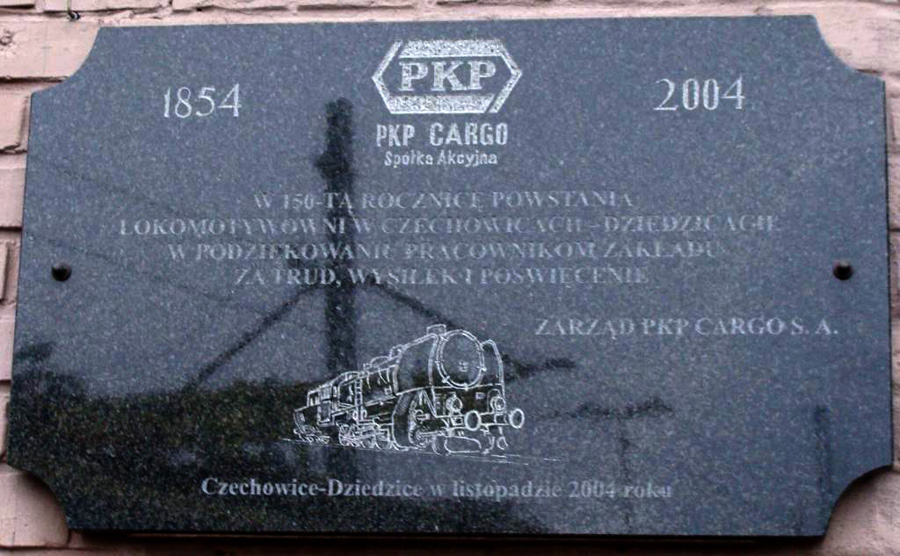 1854
PKP
2004
PKP CARGO
Spółka Akcyjna
W 150-TĄ ROCZNICĘ POWSTANIA
LOKOMOTYWOWNI W CZECHOWICACH - DZIEDZICACH
W PODZIĘKOWANIU PRACOWNIKOM ZAKŁADU
ZA TRUD, WYSIŁEK I POŚWIĘCENIE
ZARZĄD PKP CARGO S. A.
Czechowice-Dziedzice w listopadzie 2004 roku